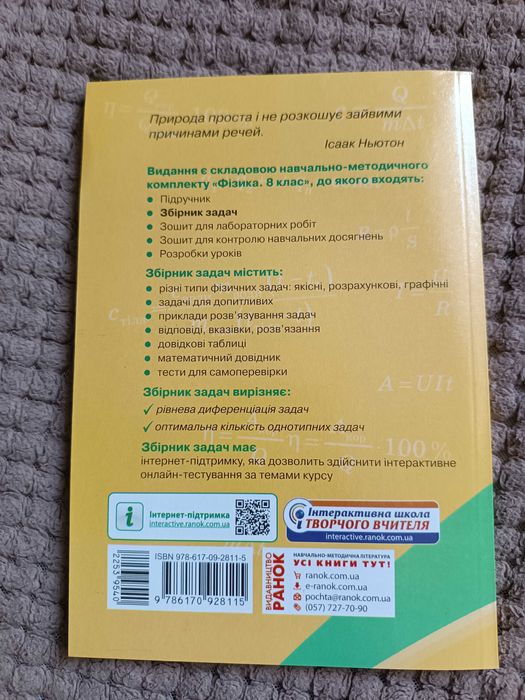 Природа проста і не розкошує зайвими
причинами речей.
Ісаак Ньютон
Видання є складовою навчально-методичного
комплекту «Фізика. 8 клас», до якого входять:
• Підручник
• Збірник задач
• Зошит для лабораторних робіт
• Зошит для контролю навчальних досягнень
• Розробки уроків
Збірник задач містить:
• різні типи фізичних задач: якісні, розрахункові, графічні
• задачі для допитливих
• приклади розв'язування задач
• відповіді, вказівки, розв'язання
• довідкові таблиці
• математичний довідник
• тести для самоперевірки
A = UIt
Збірник задач вирізняє:
✓ рівнева диференціація задач
✓ оптимальна кількість однотипних задач
· 100 %
Збірник задач має
інтернет-підтримку, яка дозволить здійснити інтерактивне
онлайн-тестування за темами курсу
Інтернет-підтримка
interactive.ranok.com.ua
Інтерактивна школа
ТВОРЧОГО ВЧИТЕЛЯ
interactive.ranok.com.ua
ISBN 978-617-09-2811-5
9 786170 928115
ВИДАВНИЦТВО
РАНОК
НАВЧАЛЬНО-МЕТОДИЧНА ЛІТЕРАТУРА
УСІ КНИГИ ТУТ!
ranok.com.ua
e-ranok.com.ua
pochta@ranok.com.ua
(057) 727-70-90